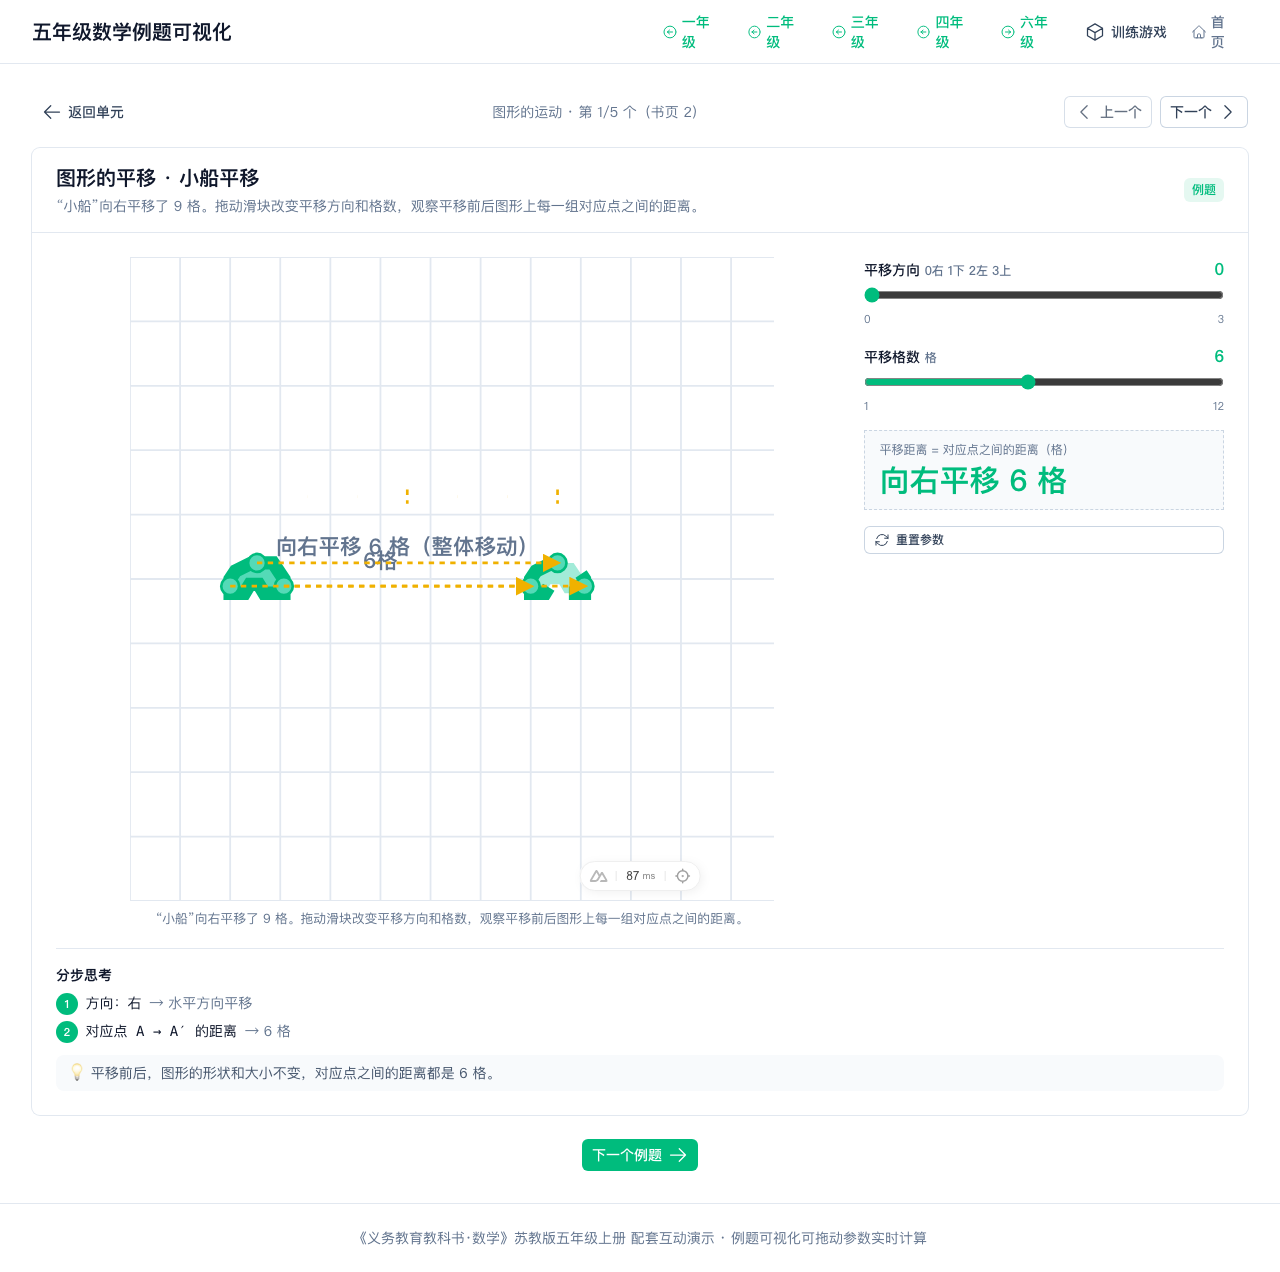 五年级数学例题可视化
一年级
二年级
三年级
四年级
六年级
训练游戏
首页
返回单元
图形的运动 · 第 1/5 个（书页 2）
上一个
下一个
图形的平移 · 小船平移
“小船”向右平移了 9 格。拖动滑块改变平移方向和格数，观察平移前后图形上每一组对应点之间的距离。
例题
平移方向 0右 1下 2左 3上
0
0
3
平移格数 格
6
1
12
平移距离 = 对应点之间的距离（格）
向右平移 6 格
重置参数
向右平移 6 格（整体移动）
6格
87 ms
“小船”向右平移了 9 格。拖动滑块改变平移方向和格数，观察平移前后图形上每一组对应点之间的距离。
分步思考
1 方向：右 → 水平方向平移
2 对应点 A → A′ 的距离 → 6 格
💡 平移前后，图形的形状和大小不变，对应点之间的距离都是 6 格。
下一个例题 →
《义务教育教科书·数学》苏教版五年级上册 配套互动演示 · 例题可视化可拖动参数实时计算